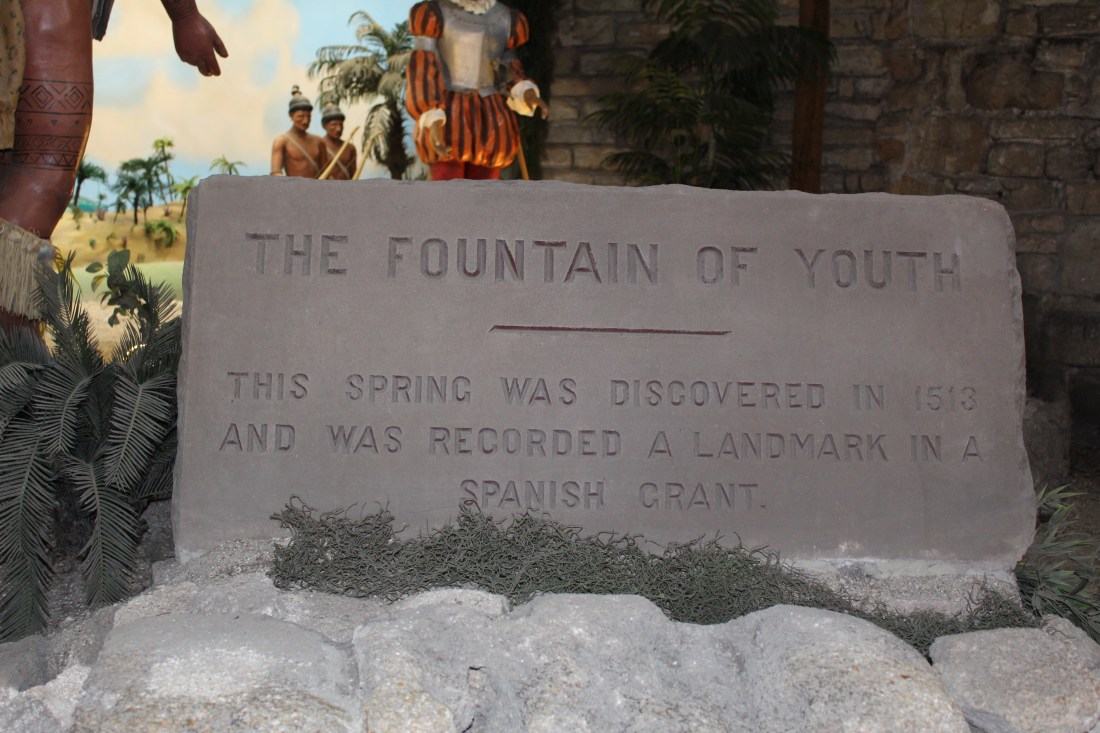 THE FOUNTAIN OF YOUTH
THIS SPRING WAS DISCOVERED IN 1513
AND WAS RECORDED A LANDMARK IN A
SPANISH GRANT.